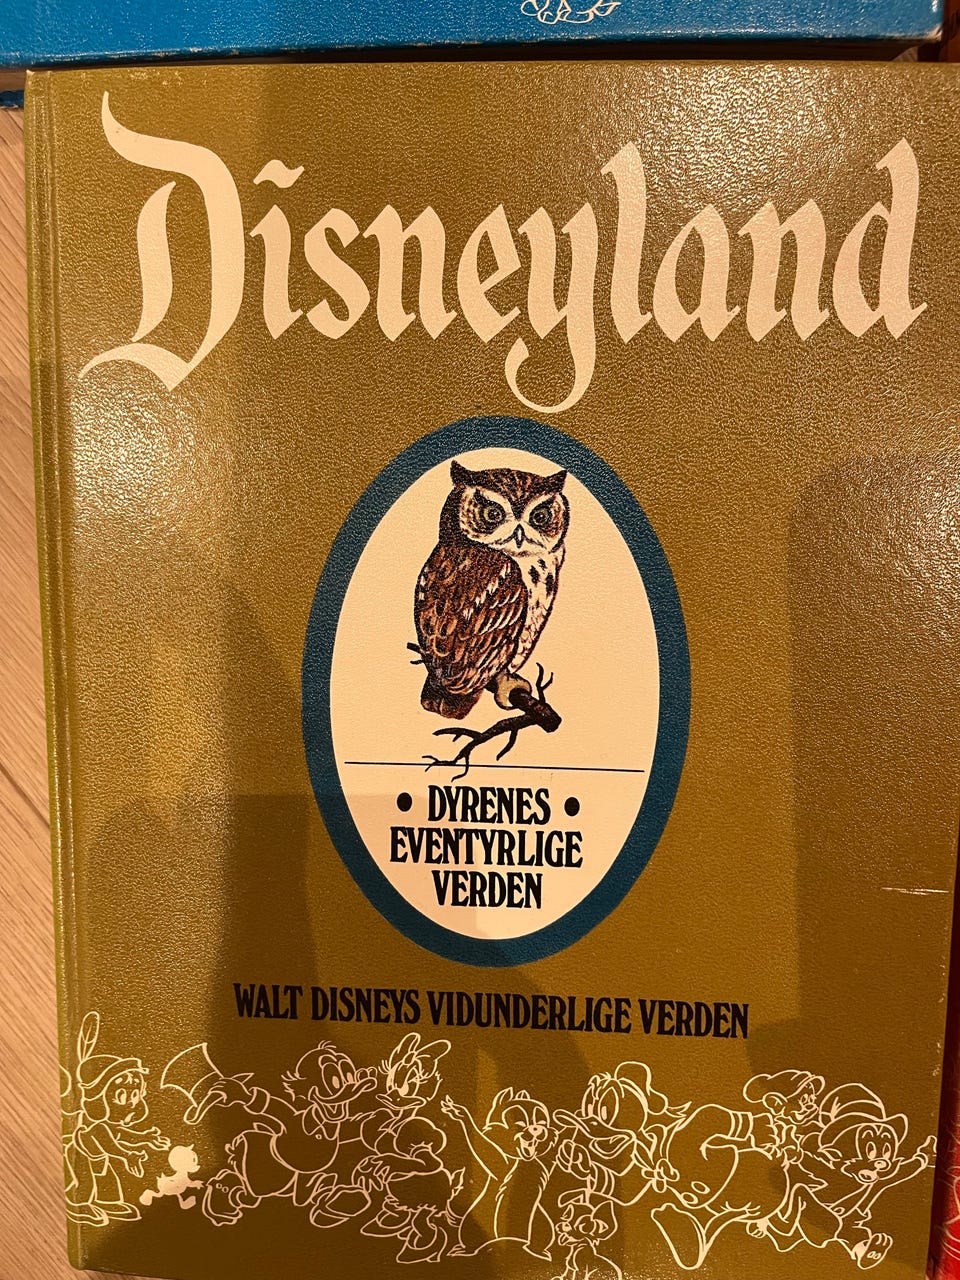 Disneyland
• DYRENES •
EVENTYRLIGE
VERDEN
WALT DISNEYS VIDUNDERLIGE VERDEN